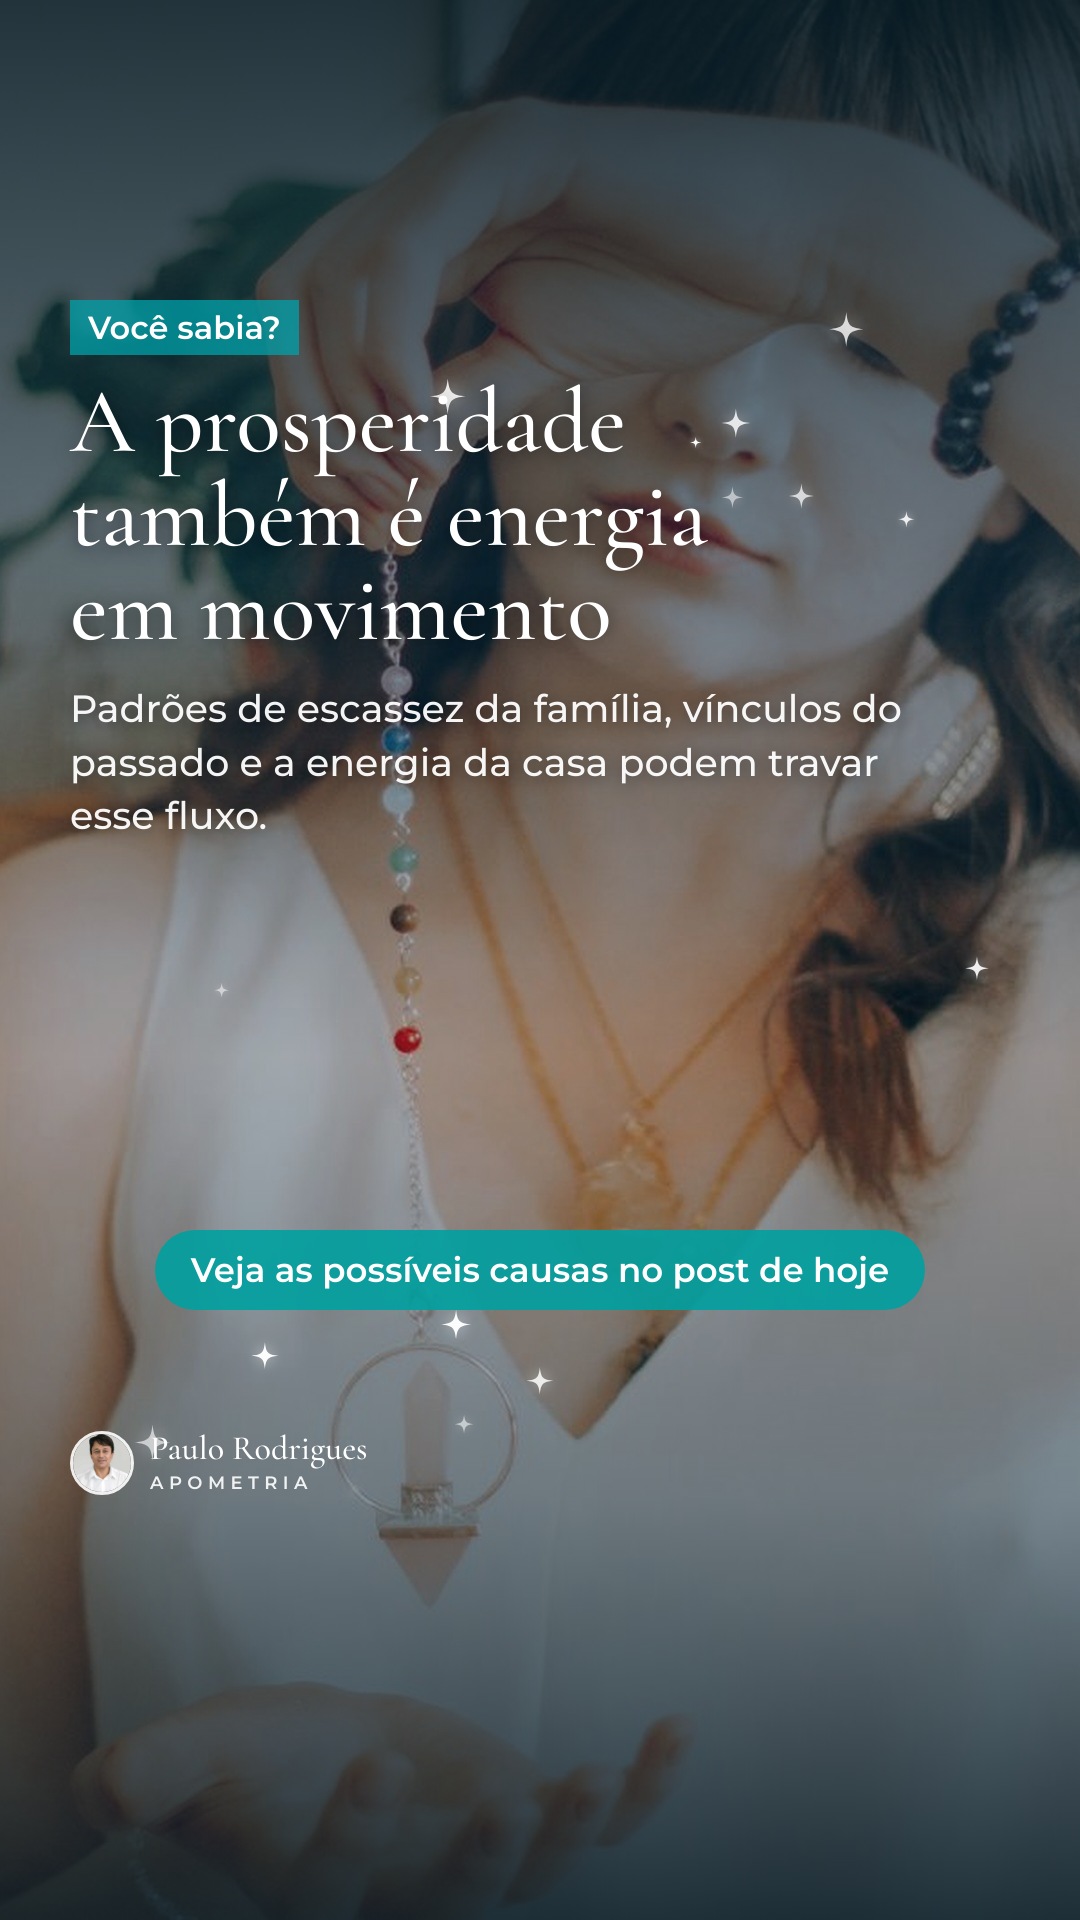 Você sabia?
A prosperidade
também é energia
em movimento
Padrões de escassez da família, vínculos do
passado e a energia da casa podem travar
esse fluxo.
Veja as possíveis causas no post de hoje
Paulo Rodrigues
APOMETRIA